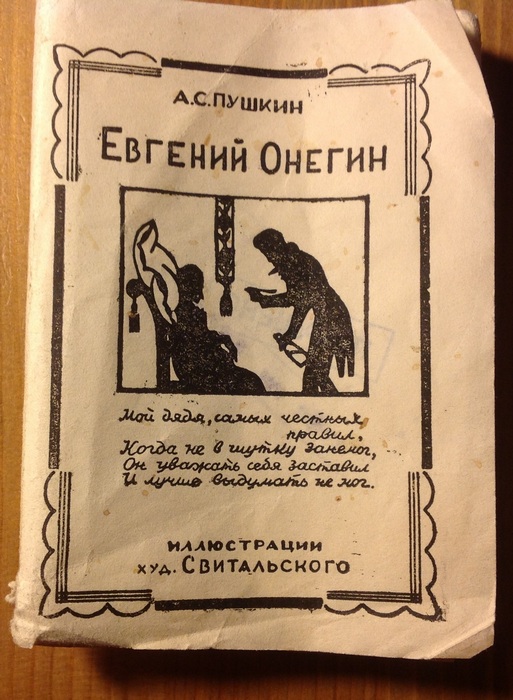 А.С.ПУШКИН
ЕВГЕНИЙ ОНЕГИН
Мой дядя, самых честных
правил,
Когда не в шутку занемог,
Он уважать себя заставил
И лучше выдумать не мог.
ИЛЛЮСТРАЦИИ
худ. СВИТАЛЬСКОГО